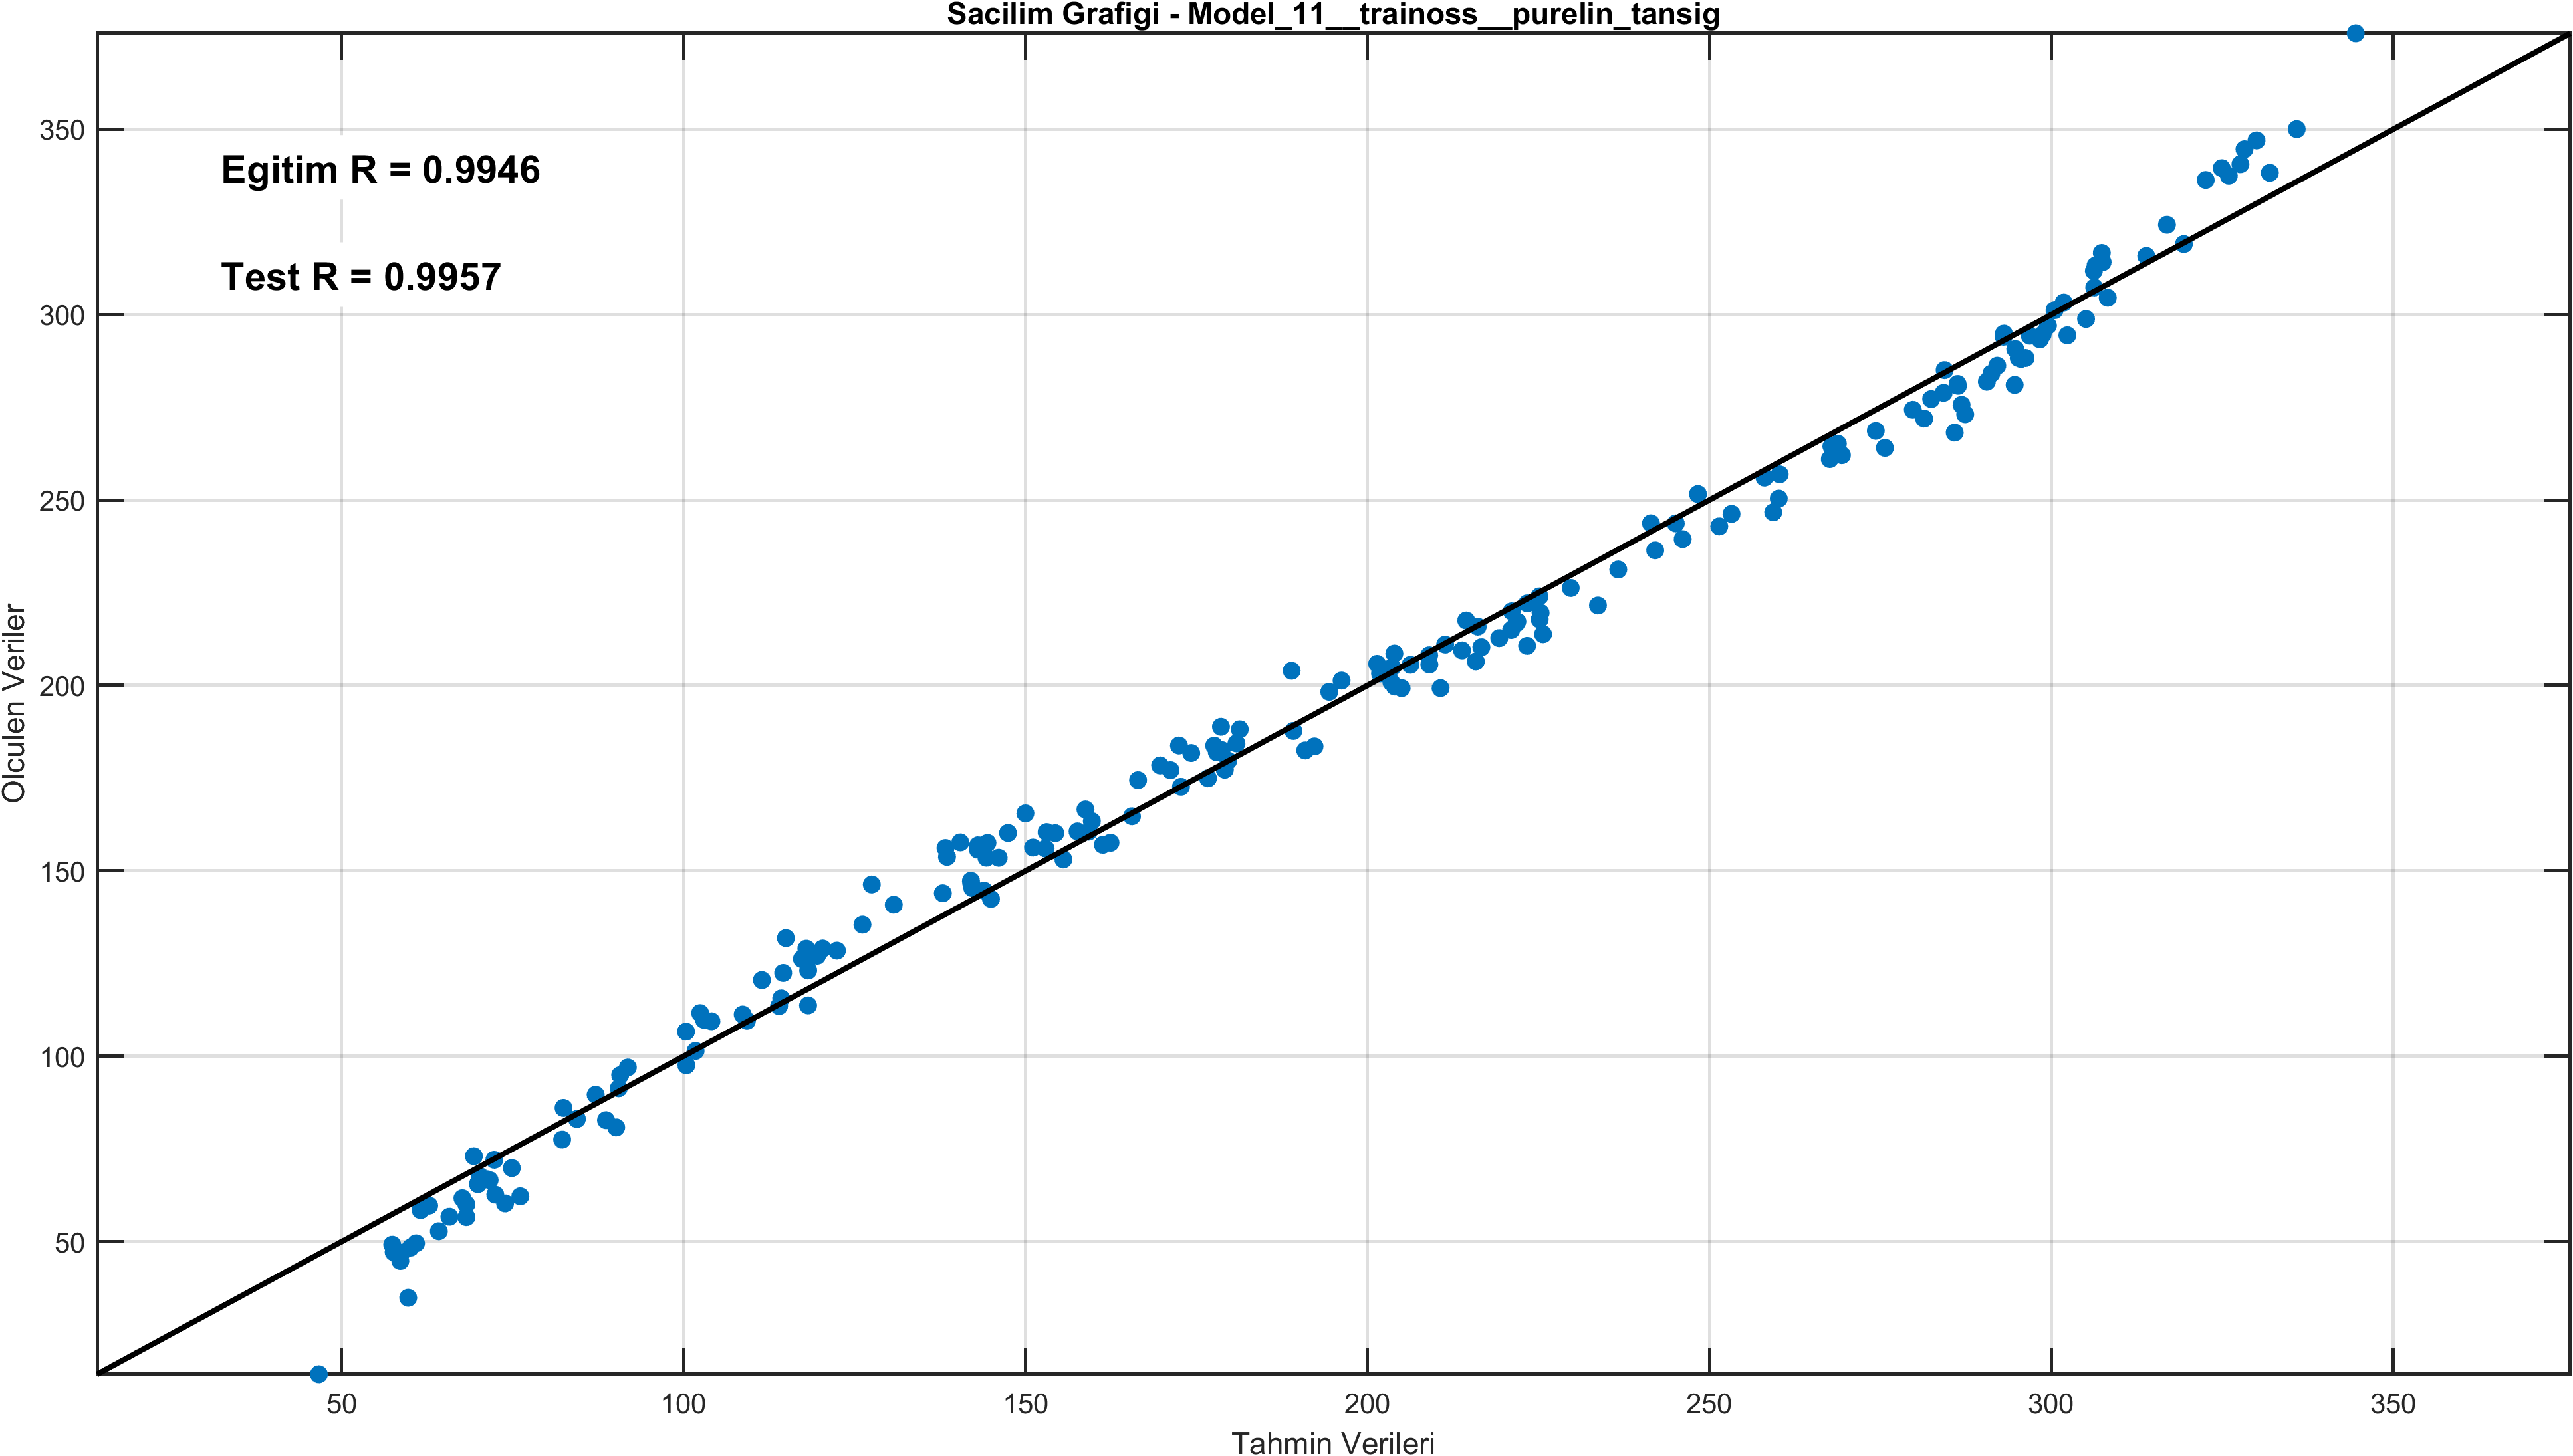 Sacilim Grafigi - Model_11__trainoss__purelin_tansig
Egitim R = 0.9946
Test R = 0.9957
Olculen Veriler
350
300
250
200
150
100
50
50 100 150 200 250 300 350
Tahmin Verileri